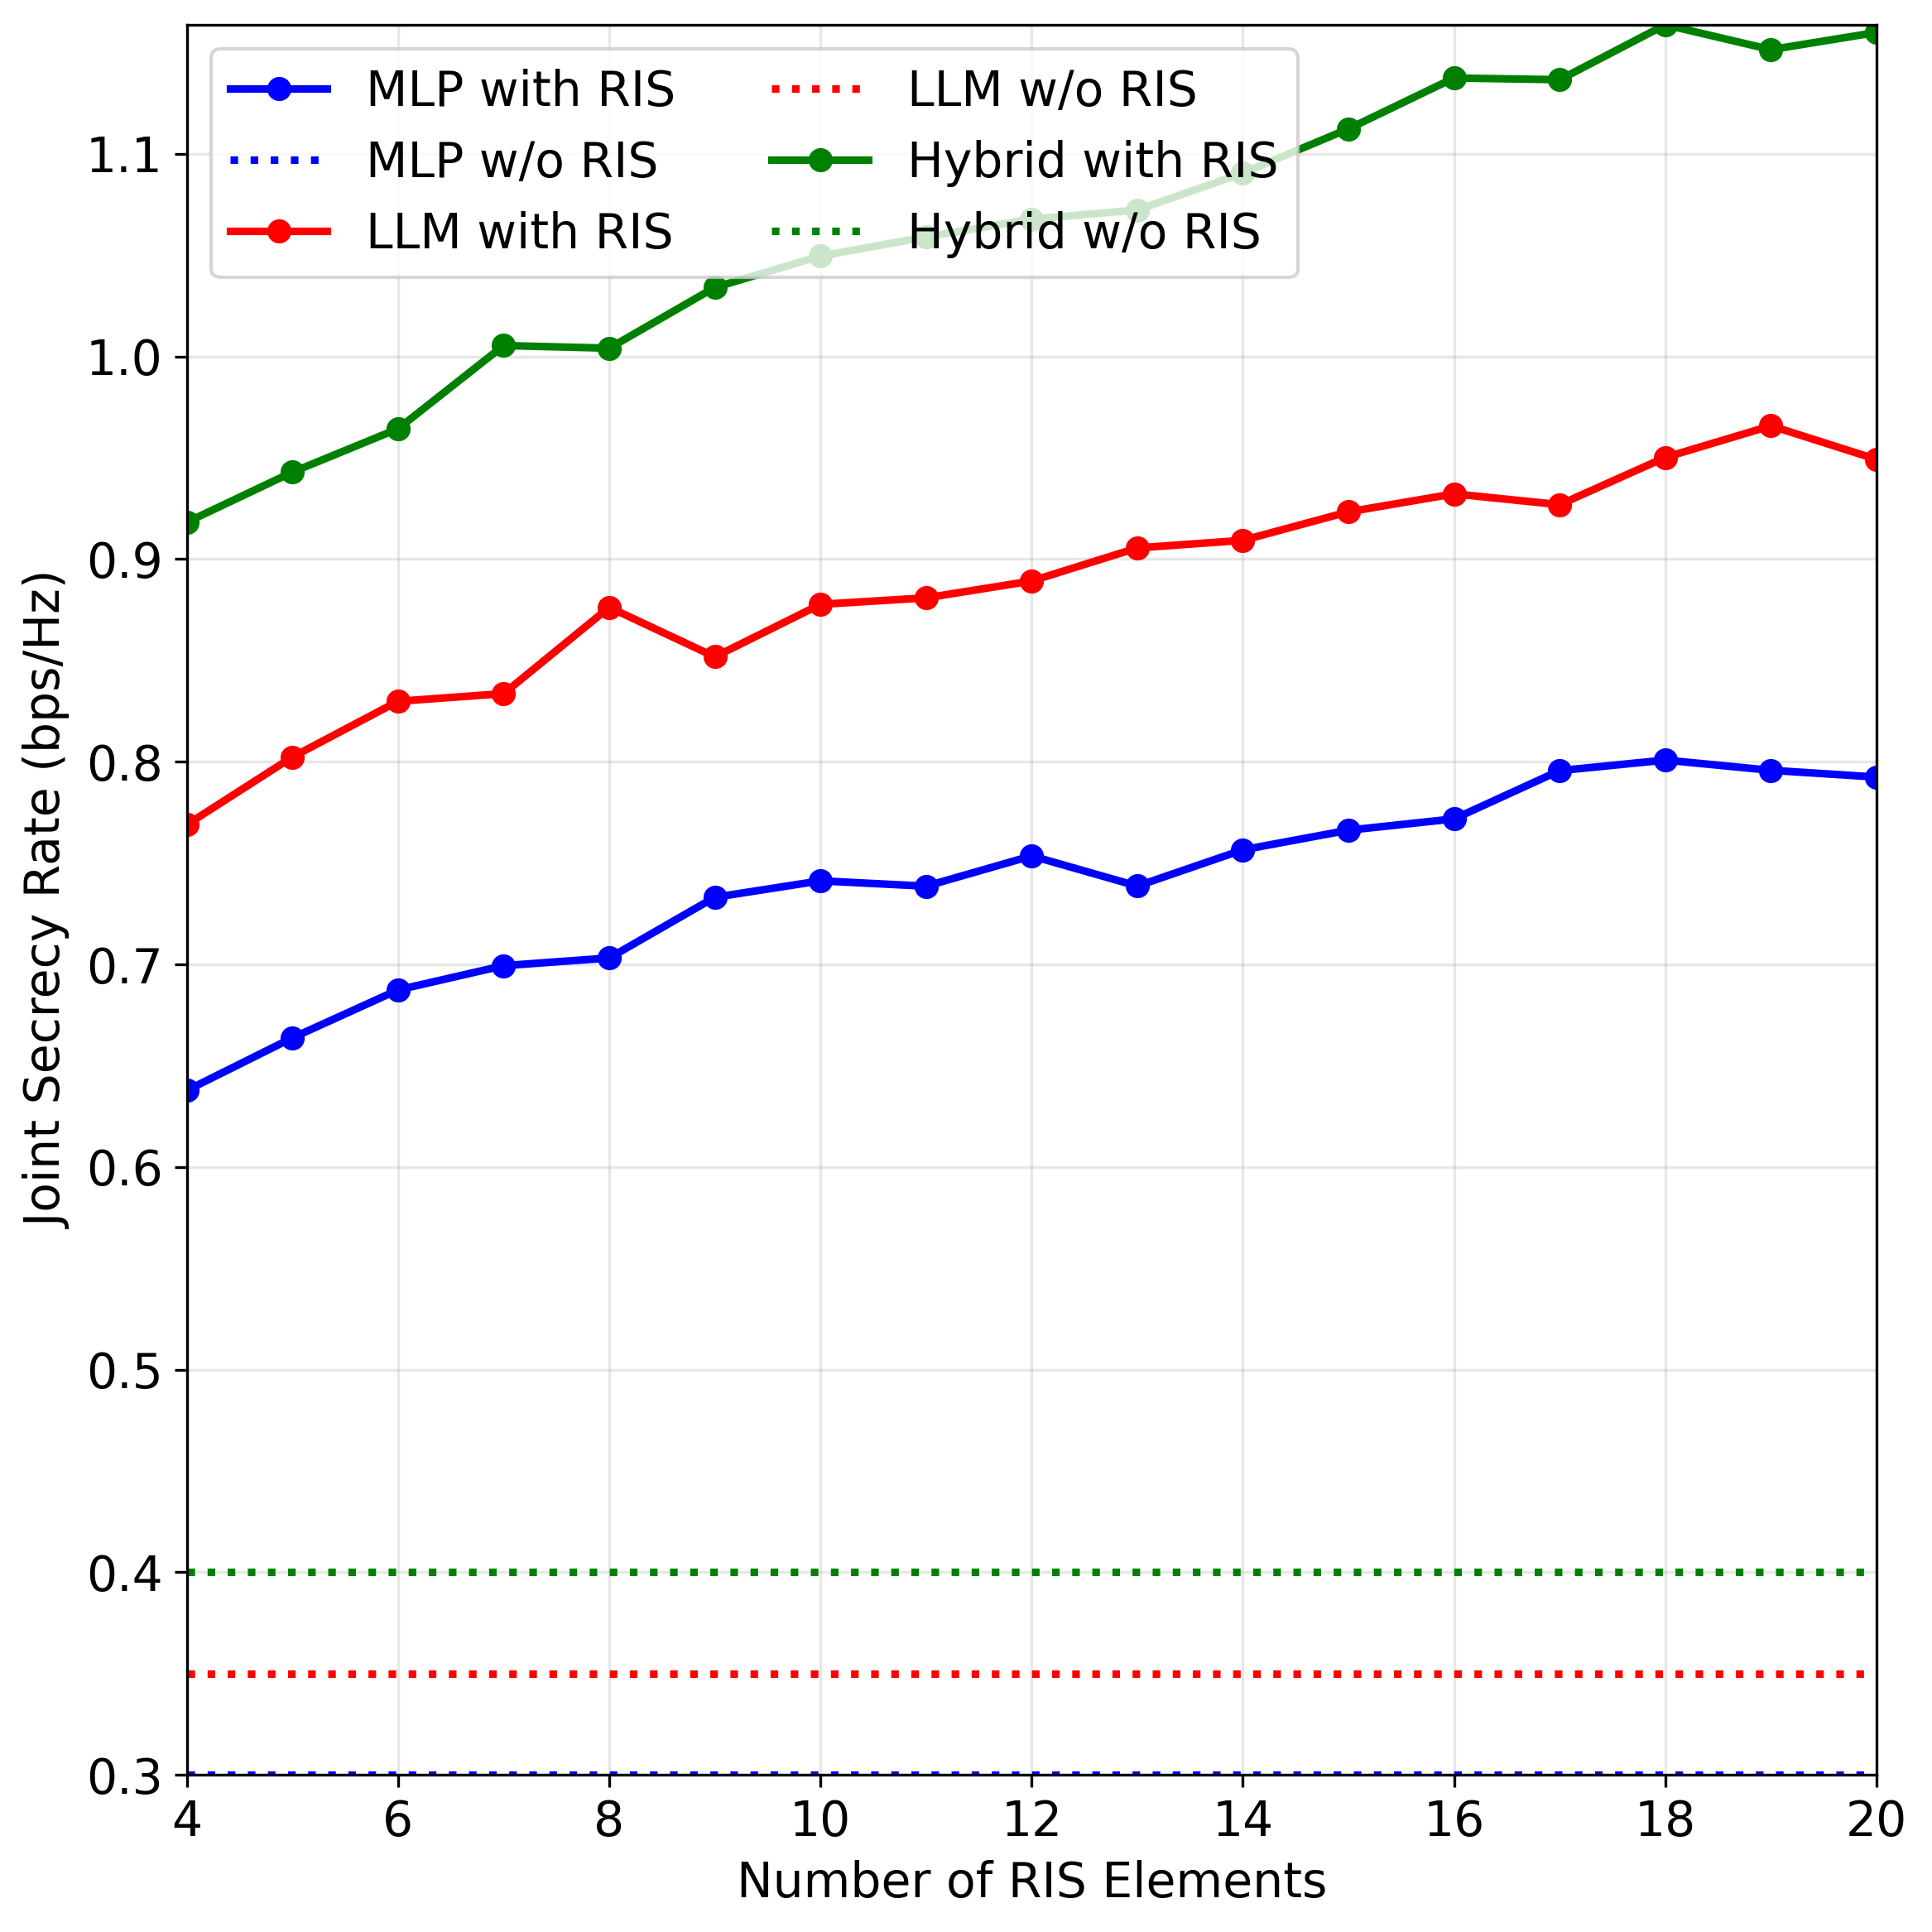 MLP with RIS
MLP w/o RIS
LLM with RIS
LLM w/o RIS
Hybrid with RIS
Hybrid w/o RIS
Joint Secrecy Rate (bps/Hz)
1.1
1.0
0.9
0.8
0.7
0.6
0.5
0.4
0.3
4 6 8 10 12 14 16 18 20
Number of RIS Elements